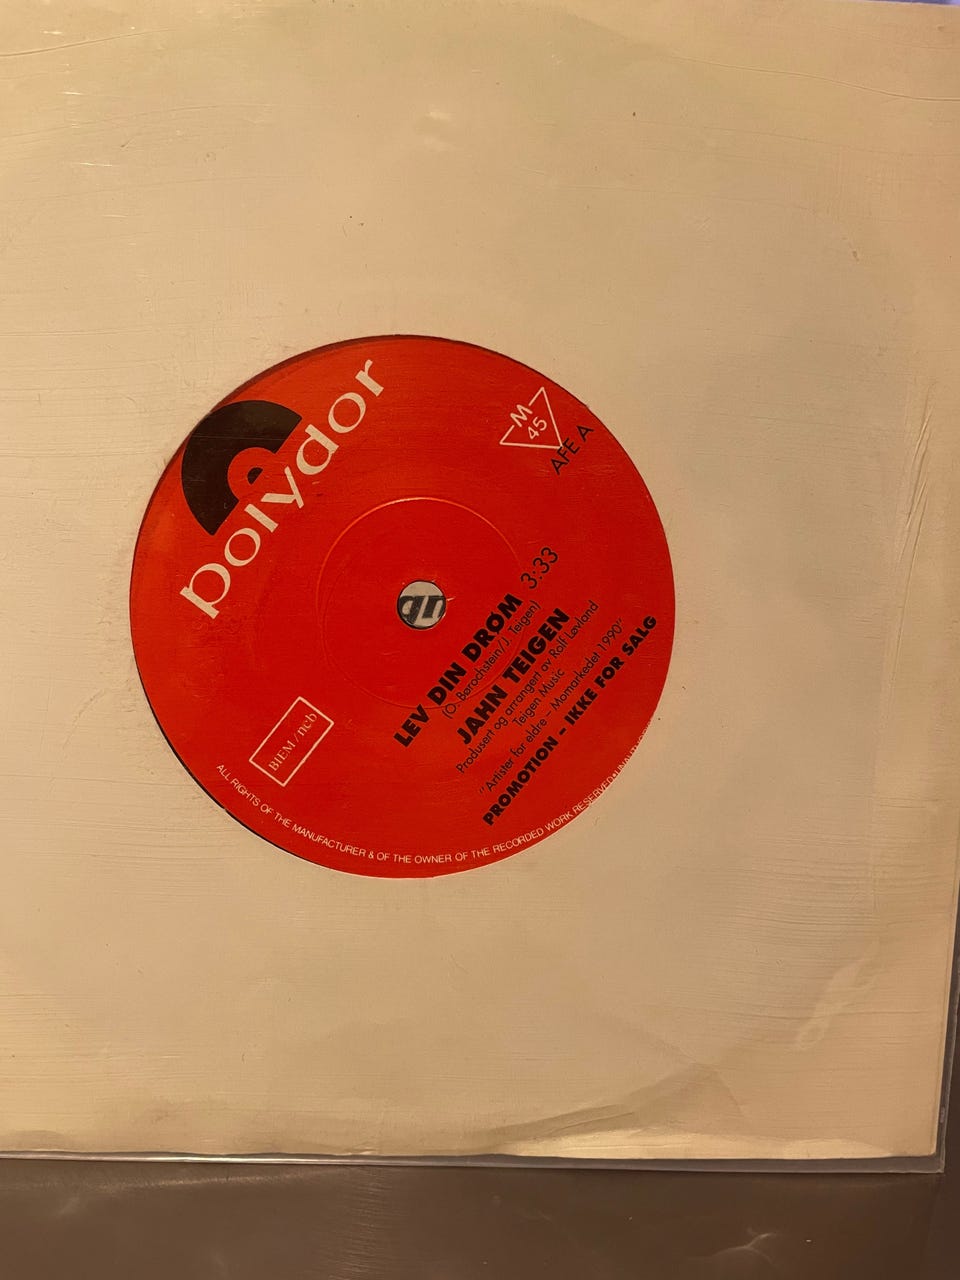 polydor
M
45
AFE A
BIEM/ncb
LEV DIN DRØM 3:33
(O. Børochstein/J. Teigen)
JAHN TEIGEN
Produsert og arrangert av Rolf Løvland
Teigen Music
"Artister for eldre – Momarkedet 1990"
PROMOTION – IKKE FOR SALG
ALL RIGHTS OF THE MANUFACTURER & OF THE OWNER OF THE RECORDED WORK RESERVED•